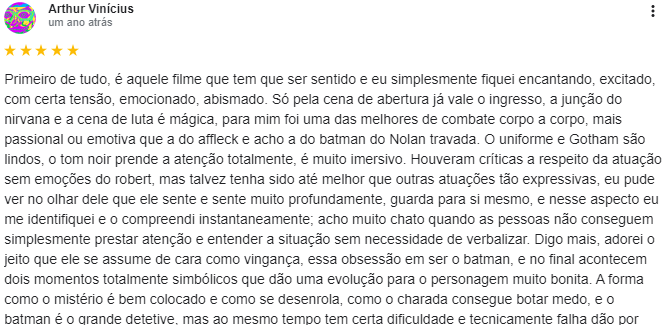 Arthur Vinícius
um ano atrás
Primeiro de tudo, é aquele filme que tem que ser sentido e eu simplesmente fiquei encantando, excitado,
com certa tensão, emocionado, abismado. Só pela cena de abertura já vale o ingresso, a junção do
nirvana e a cena de luta é mágica, para mim foi uma das melhores de combate corpo a corpo, mais
passional ou emotiva que a do affleck e acho a do batman do Nolan travada. O uniforme e Gotham são
lindos, o tom noir prende a atenção totalmente, é muito imersivo. Houveram críticas a respeito da atuação
sem emoções do robert, mas talvez tenha sido até melhor que outras atuações tão expressivas, eu pude
ver no olhar dele que ele sente e sente muito profundamente, guarda para si mesmo, e nesse aspecto eu
me identifiquei e o compreendi instantaneamente; acho muito chato quando as pessoas não conseguem
simplesmente prestar atenção e entender a situação sem necessidade de verbalizar. Digo mais, adorei o
jeito que ele se assume de cara como vingança, essa obsessão em ser o batman, e no final acontecem
dois momentos totalmente simbólicos que dão uma evolução para o personagem muito bonita. A forma
como o mistério é bem colocado e como se desenrola, como o charada consegue botar medo, e o
batman é o grande detetive, mas ao mesmo tempo tem certa dificuldade e tecnicamente falha dão por